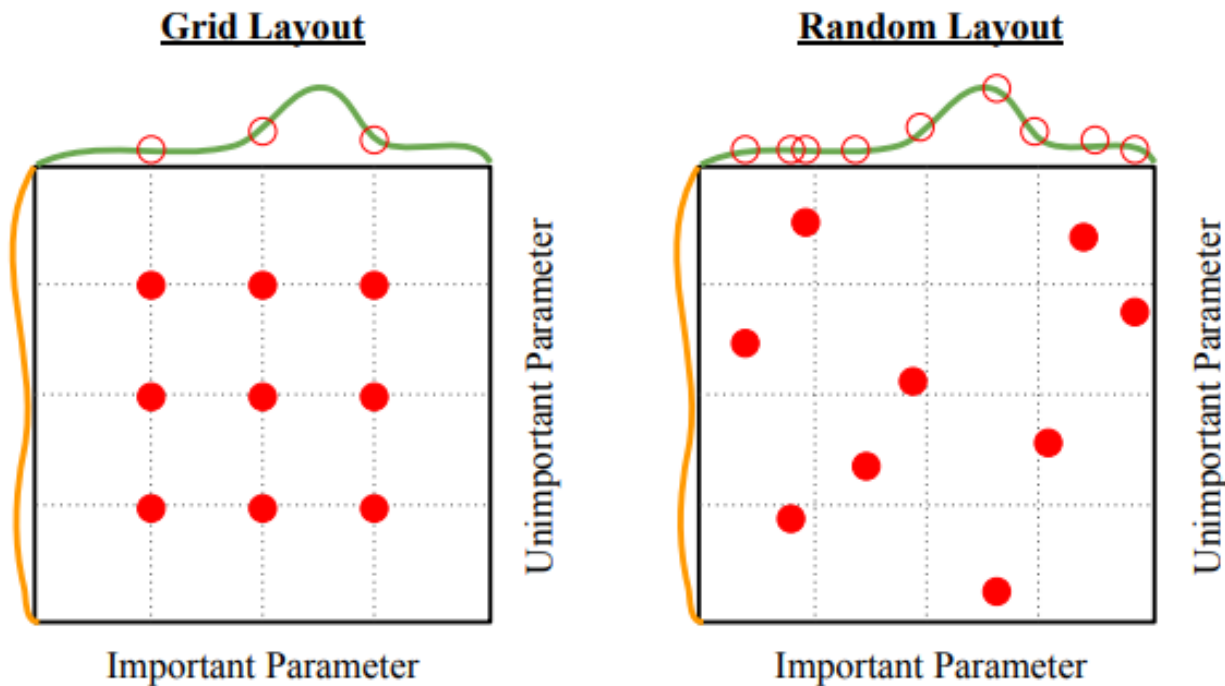 Grid Layout
Random Layout
Unimportant Parameter
Unimportant Parameter
Important Parameter
Important Parameter